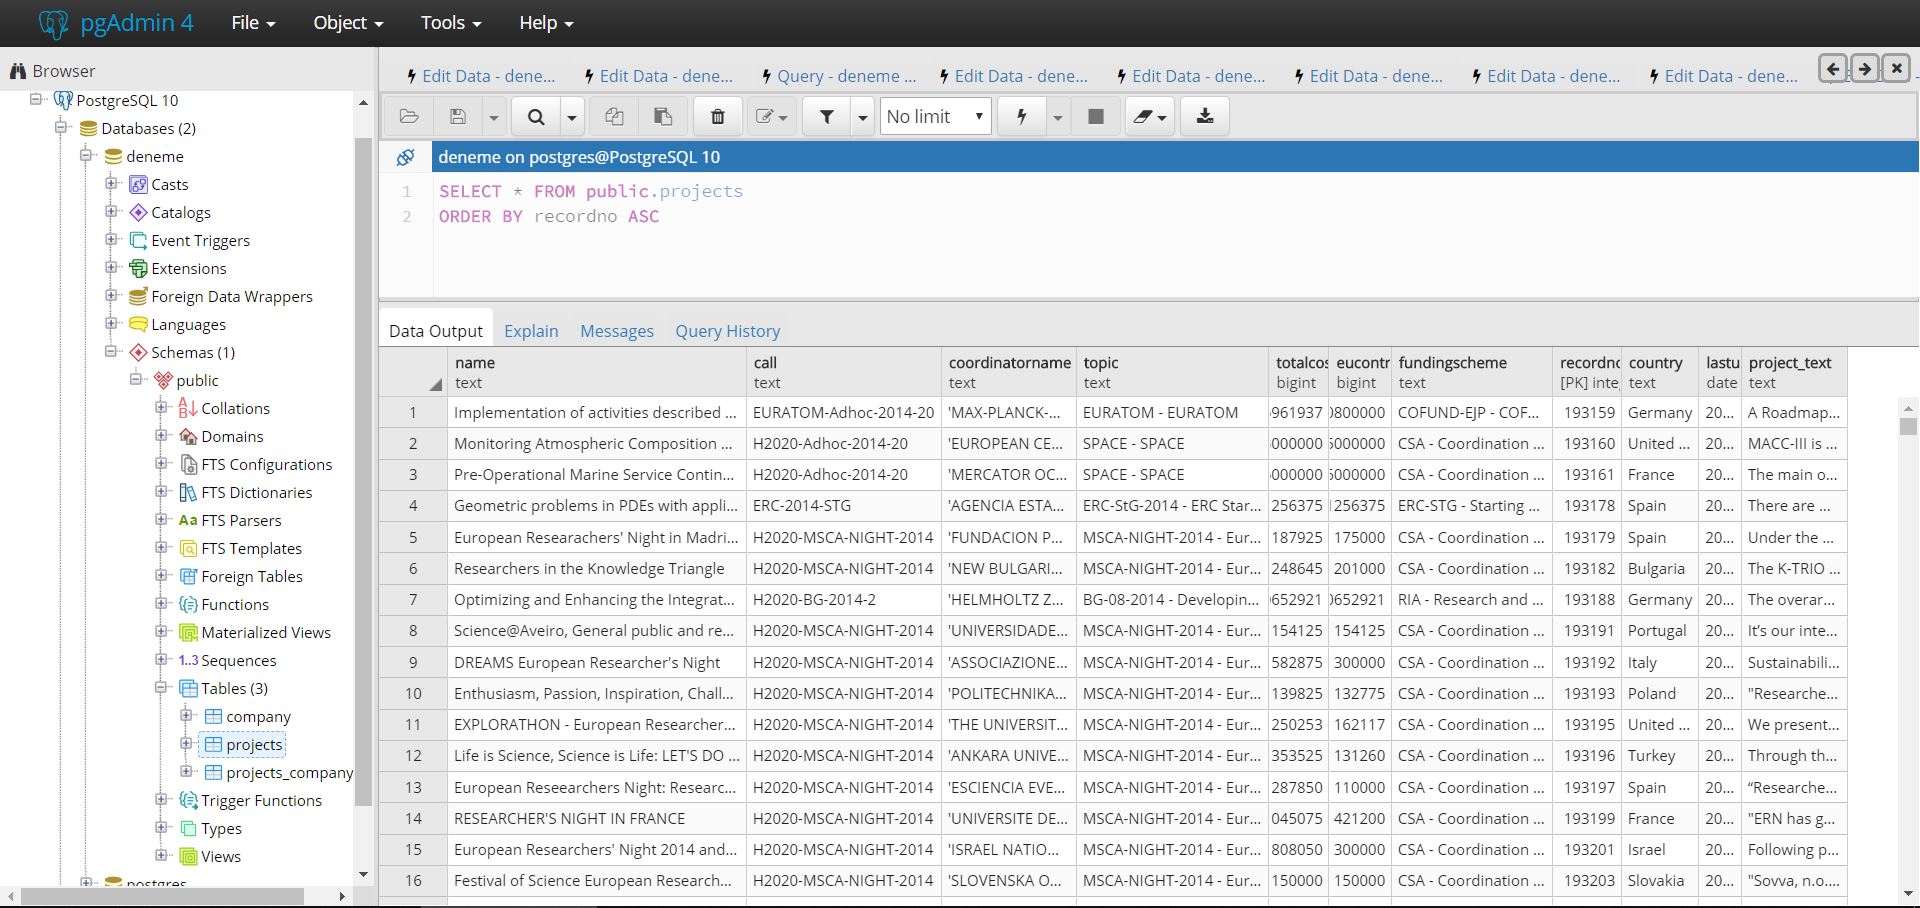 pgAdmin 4 File Object Tools Help
Browser
PostgreSQL 10
Databases (2)
deneme
Casts
Catalogs
Event Triggers
Extensions
Foreign Data Wrappers
Languages
Schemas (1)
public
Collations
Domains
FTS Configurations
FTS Dictionaries
Aa FTS Parsers
FTS Templates
Foreign Tables
Functions
Materialized Views
1..3 Sequences
Tables (3)
company
projects
projects_company
Trigger Functions
Types
Views
postgres
Edit Data - dene... Edit Data - dene... Query - deneme ... Edit Data - dene... Edit Data - dene... Edit Data - dene... Edit Data - dene... Edit Data - dene...
No limit
deneme on postgres@PostgreSQL 10
1 SELECT * FROM public.projects
2 ORDER BY recordno ASC
Data Output Explain Messages Query History
name call coordinatorname topic totalcos eucontr fundingscheme recordno country lastu project_text
text text text text bigint bigint text [PK] inte text date text
1 Implementation of activities described ... EURATOM-Adhoc-2014-20 'MAX-PLANCK-... EURATOM - EURATOM 961937 0800000 COFUND-EJP - COF... 193159 Germany 20... A Roadmap...
2 Monitoring Atmospheric Composition ... H2020-Adhoc-2014-20 'EUROPEAN CE... SPACE - SPACE 000000 5000000 CSA - Coordination ... 193160 United ... 20... MACC-III is ...
3 Pre-Operational Marine Service Contin... H2020-Adhoc-2014-20 'MERCATOR OC... SPACE - SPACE 000000 5000000 CSA - Coordination ... 193161 France 20... The main o...
4 Geometric problems in PDEs with appli... ERC-2014-STG 'AGENCIA ESTA... ERC-StG-2014 - ERC Star... 256375 256375 ERC-STG - Starting ... 193178 Spain 20... There are ...
5 European Researachers' Night in Madri... H2020-MSCA-NIGHT-2014 'FUNDACION P... MSCA-NIGHT-2014 - Eur... 187925 175000 CSA - Coordination ... 193179 Spain 20... Under the ...
6 Researchers in the Knowledge Triangle H2020-MSCA-NIGHT-2014 'NEW BULGARI... MSCA-NIGHT-2014 - Eur... 248645 201000 CSA - Coordination ... 193182 Bulgaria 20... The K-TRIO ...
7 Optimizing and Enhancing the Integrat... H2020-BG-2014-2 'HELMHOLTZ Z... BG-08-2014 - Developin... 0652921 0652921 RIA - Research and ... 193188 Germany 20... The overar...
8 Science@Aveiro, General public and re... H2020-MSCA-NIGHT-2014 'UNIVERSIDADE... MSCA-NIGHT-2014 - Eur... 154125 154125 CSA - Coordination ... 193191 Portugal 20... It's our inte...
9 DREAMS European Researcher's Night H2020-MSCA-NIGHT-2014 'ASSOCIAZIONE... MSCA-NIGHT-2014 - Eur... 582875 300000 CSA - Coordination ... 193192 Italy 20... Sustainabili...
10 Enthusiasm, Passion, Inspiration, Chall... H2020-MSCA-NIGHT-2014 'POLITECHNIKA... MSCA-NIGHT-2014 - Eur... 139825 132775 CSA - Coordination ... 193193 Poland 20... "Researche...
11 EXPLORATHON - European Researcher... H2020-MSCA-NIGHT-2014 'THE UNIVERSIT... MSCA-NIGHT-2014 - Eur... 250253 162117 CSA - Coordination ... 193195 United ... 20... We present...
12 Life is Science, Science is Life: LET'S DO ... H2020-MSCA-NIGHT-2014 'ANKARA UNIVE... MSCA-NIGHT-2014 - Eur... 353525 131260 CSA - Coordination ... 193196 Turkey 20... Through th...
13 European Reseearchers Night: Researc... H2020-MSCA-NIGHT-2014 'ESCIENCIA EVE... MSCA-NIGHT-2014 - Eur... 287850 110000 CSA - Coordination ... 193197 Spain 20... “Researche...
14 RESEARCHER'S NIGHT IN FRANCE H2020-MSCA-NIGHT-2014 'UNIVERSITE DE... MSCA-NIGHT-2014 - Eur... 045075 421200 CSA - Coordination ... 193199 France 20... "ERN has g...
15 European Researchers' Night 2014 and... H2020-MSCA-NIGHT-2014 'ISRAEL NATIO... MSCA-NIGHT-2014 - Eur... 808050 300000 CSA - Coordination ... 193201 Israel 20... Following p...
16 Festival of Science European Research... H2020-MSCA-NIGHT-2014 'SLOVENSKA O... MSCA-NIGHT-2014 - Eur... 150000 150000 CSA - Coordination ... 193203 Slovakia 20... "Sovva, n.o....